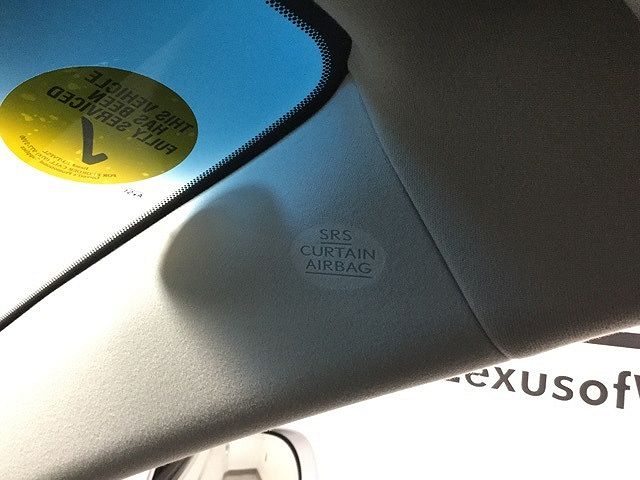 THIS VEHICLE
HAS BEEN
FULLY SERVICED
SRS
CURTAIN
AIRBAG
exusof